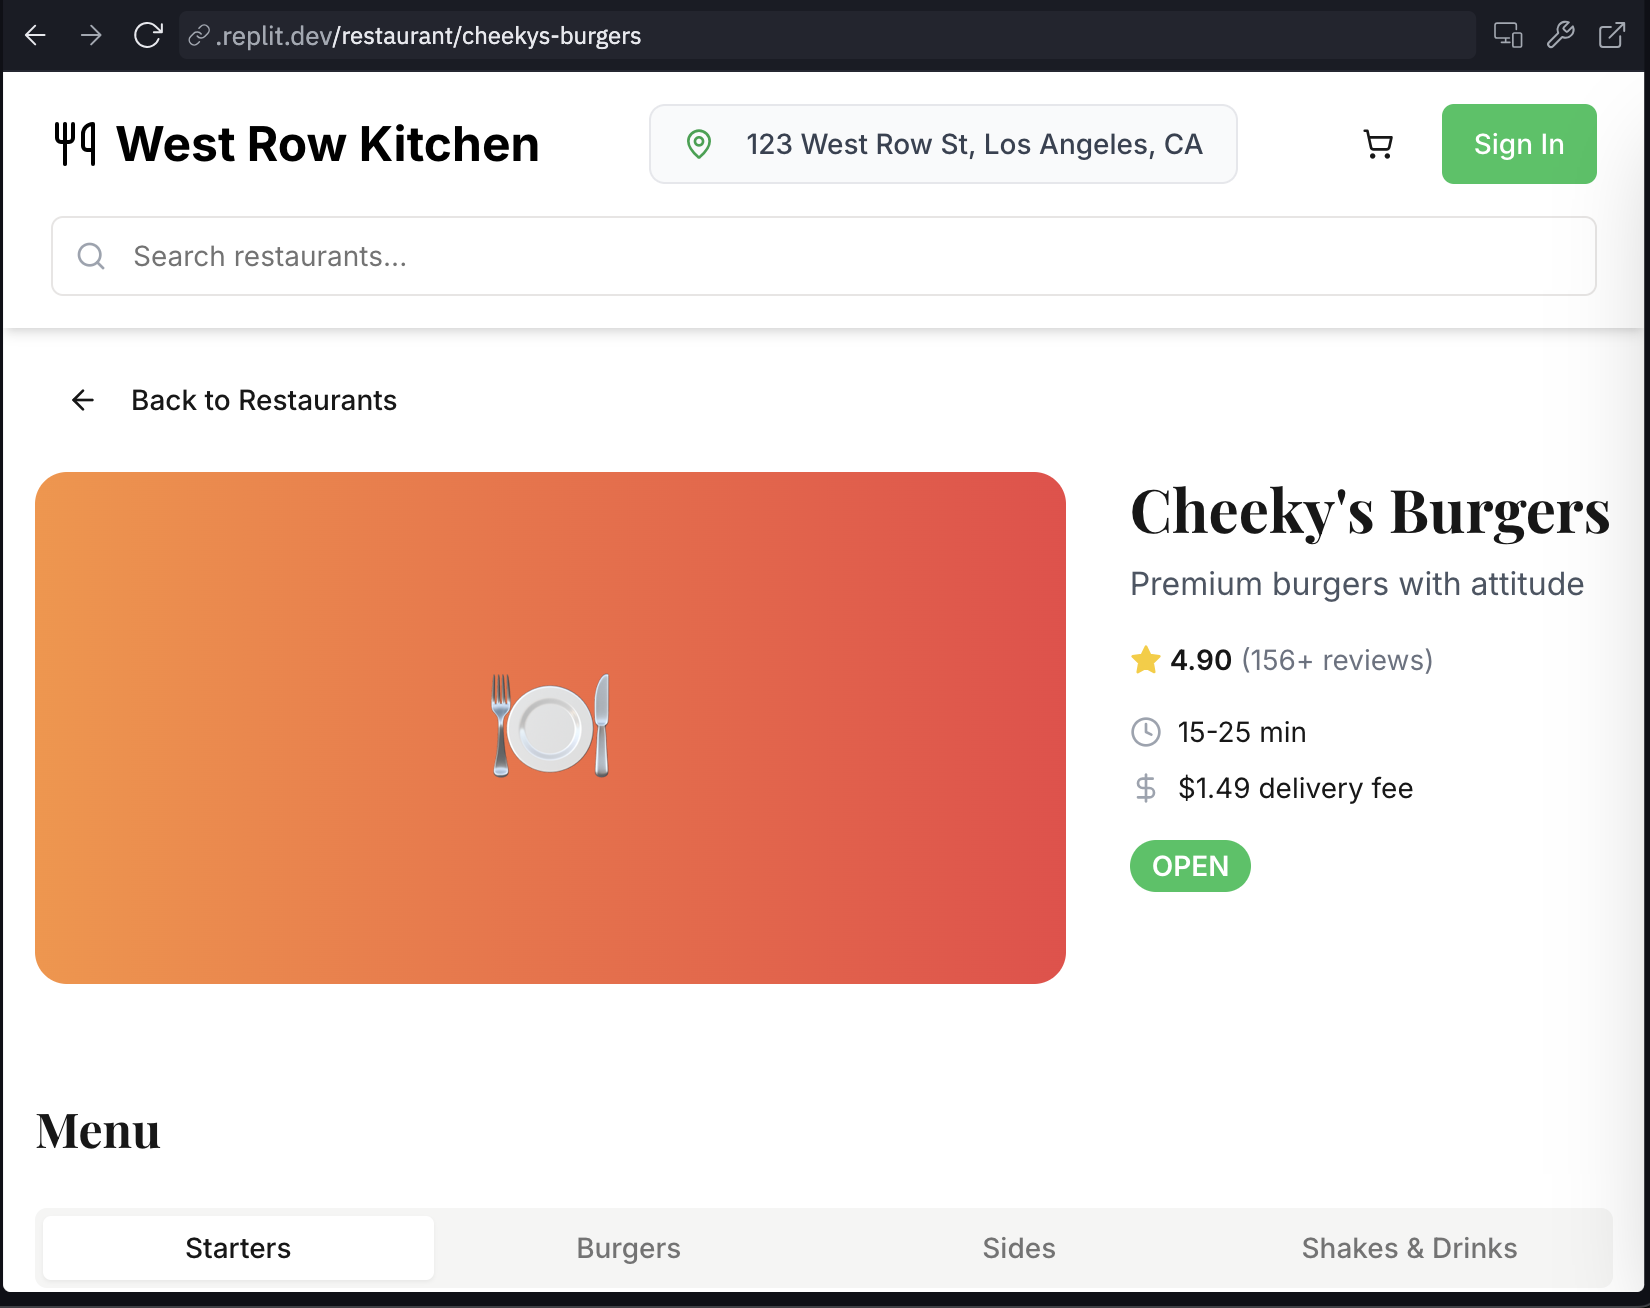 .replit.dev/restaurant/cheekys-burgers
West Row Kitchen
123 West Row St, Los Angeles, CA
Sign In
Search restaurants...
Back to Restaurants
Cheeky's Burgers
Premium burgers with attitude
4.90 (156+ reviews)
15-25 min
$1.49 delivery fee
OPEN
Menu
Starters
Burgers
Sides
Shakes & Drinks